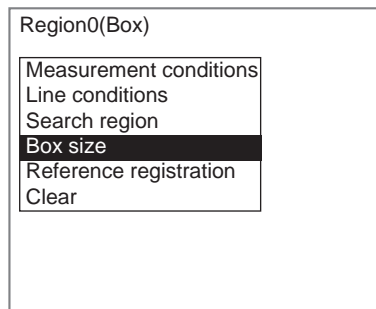 Region0(Box)
Measurement conditions
Line conditions
Search region
Box size
Reference registration
Clear